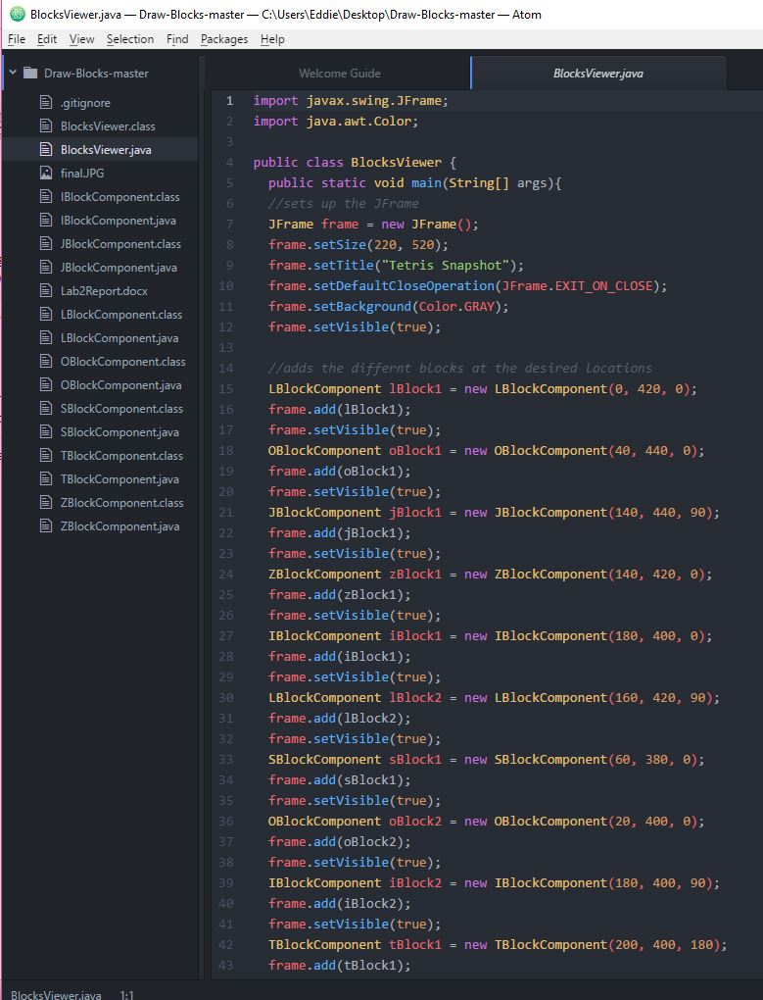 BlocksViewer.java — Draw-Blocks-master — C:\Users\Eddie\Desktop\Draw-Blocks-master — Atom
File Edit View Selection Find Packages Help
Draw-Blocks-master
.gitignore
BlocksViewer.class
BlocksViewer.java
finalJPG
IBlockComponent.class
IBlockComponent.java
JBlockComponent.class
JBlockComponent.java
Lab2Report.docx
LBlockComponent.class
LBlockComponent.java
OBlockComponent.class
OBlockComponent.java
SBlockComponent.class
SBlockComponent.java
TBlockComponent.class
TBlockComponent.java
ZBlockComponent.class
ZBlockComponent.java
Welcome Guide
BlocksViewer.java
1 import javax.swing.JFrame;
2 import java.awt.Color;
3
4 public class BlocksViewer {
5 public static void main(String[] args){
6 //sets up the JFrame
7 JFrame frame = new JFrame();
8 frame.setSize(220, 520);
9 frame.setTitle("Tetris Snapshot");
10 frame.setDefaultCloseOperation(JFrame.EXIT_ON_CLOSE);
11 frame.setBackground(Color.GRAY);
12 frame.setVisible(true);
13
14 //adds the differnt blocks at the desired locations
15 LBlockComponent lBlock1 = new LBlockComponent(0, 420, 0);
16 frame.add(lBlock1);
17 frame.setVisible(true);
18 OBlockComponent oBlock1 = new OBlockComponent(40, 440, 0);
19 frame.add(oBlock1);
20 frame.setVisible(true);
21 JBlockComponent jBlock1 = new JBlockComponent(140, 440, 90);
22 frame.add(jBlock1);
23 frame.setVisible(true);
24 ZBlockComponent zBlock1 = new ZBlockComponent(140, 420, 0);
25 frame.add(zBlock1);
26 frame.setVisible(true);
27 IBlockComponent iBlock1 = new IBlockComponent(180, 400, 0);
28 frame.add(iBlock1);
29 frame.setVisible(true);
30 LBlockComponent lBlock2 = new LBlockComponent(160, 420, 90);
31 frame.add(lBlock2);
32 frame.setVisible(true);
33 SBlockComponent sBlock1 = new SBlockComponent(60, 380, 0);
34 frame.add(sBlock1);
35 frame.setVisible(true);
36 OBlockComponent oBlock2 = new OBlockComponent(20, 400, 0);
37 frame.add(oBlock2);
38 frame.setVisible(true);
39 IBlockComponent iBlock2 = new IBlockComponent(180, 400, 90);
40 frame.add(iBlock2);
41 frame.setVisible(true);
42 TBlockComponent tBlock1 = new TBlockComponent(200, 400, 180);
43 frame.add(tBlock1);
BlocksViewer.java 1:1